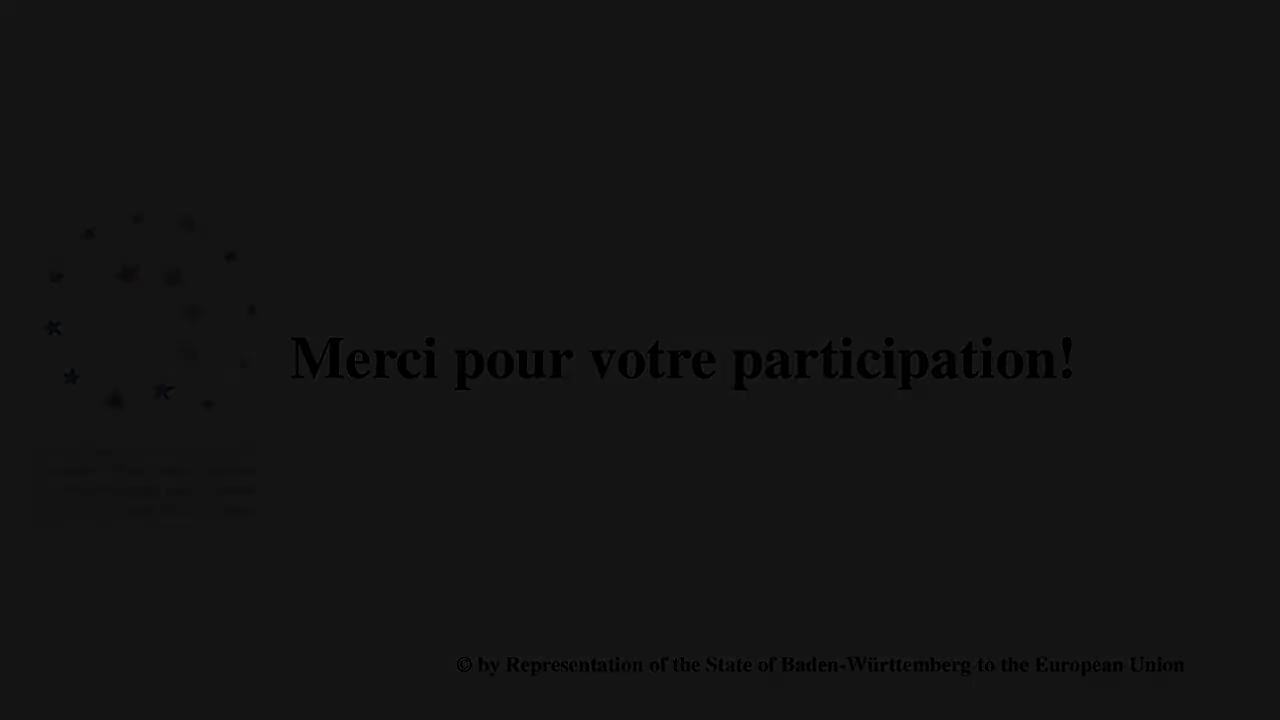 Merci pour votre participation!
© by Representation of the State of Baden-Württemberg to the European Union